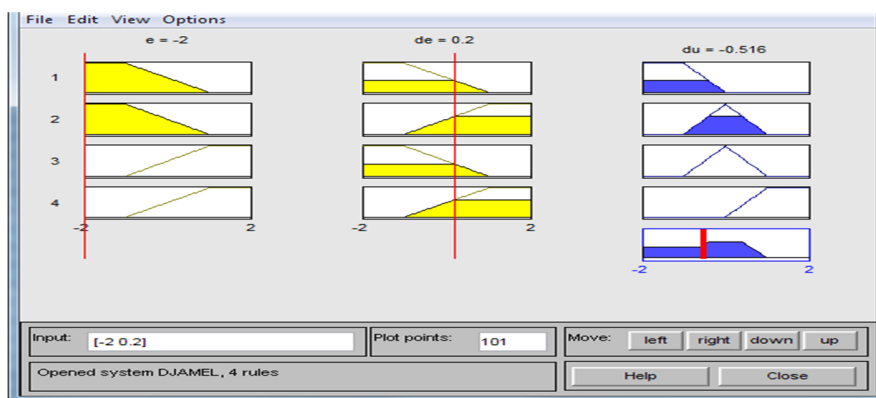 File Edit View Options
e = -2
de = 0.2
du = -0.516
1
2
3
4
-2
2
-2
2
-2
2
Input:
[-2 0.2]
Plot points:
101
Move:
left
right
down
up
Opened system DJAMEL, 4 rules
Help
Close